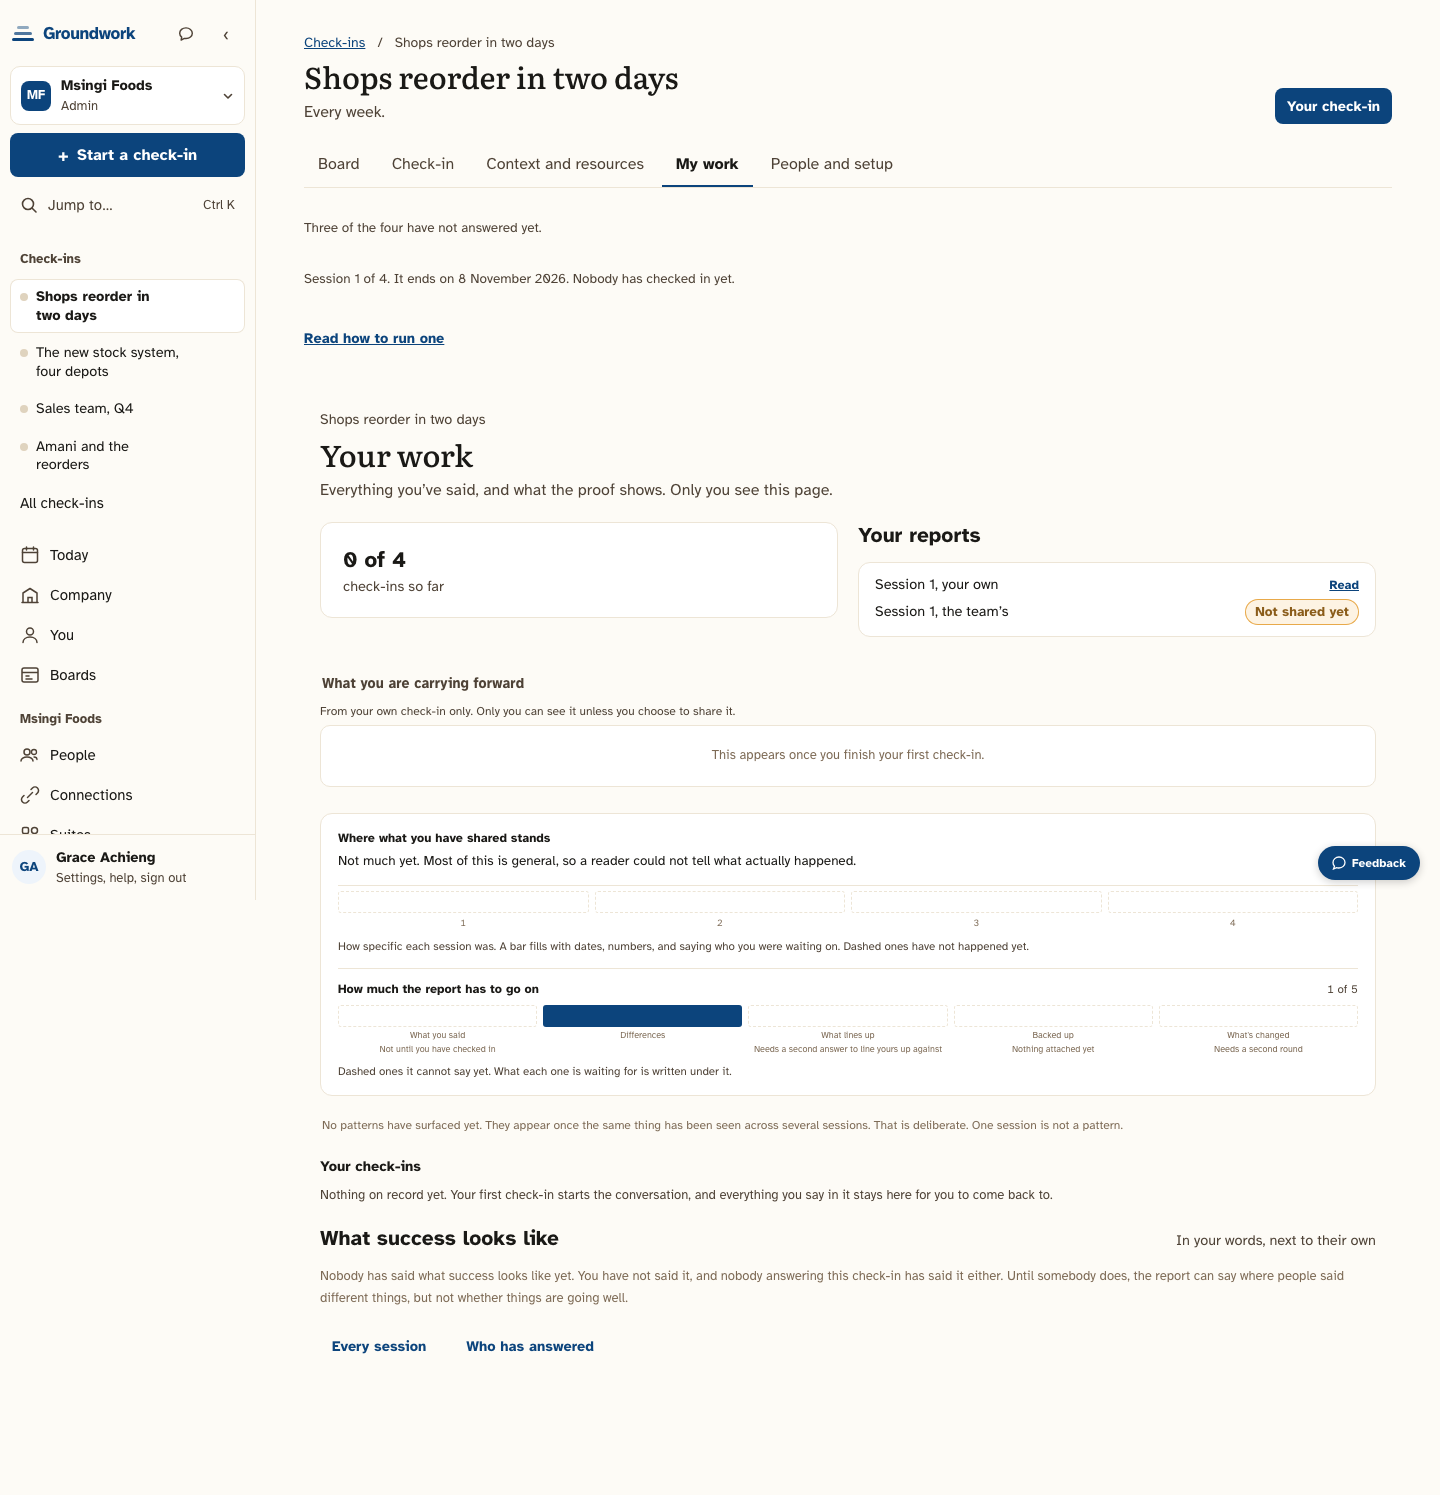 Groundwork
‹
MF
Msingi Foods
Admin
+ Start a check-in
Jump to...
Ctrl K
Check-ins
Shops reorder in
two days
The new stock system,
four depots
Sales team, Q4
Amani and the
reorders
All check-ins
Today
Company
You
Boards
Msingi Foods
People
Connections
Suites
GA
Grace Achieng
Settings, help, sign out
Check-ins / Shops reorder in two days
Shops reorder in two days
Every week.
Your check-in
Board
Check-in
Context and resources
My work
People and setup
Three of the four have not answered yet.
Session 1 of 4. It ends on 8 November 2026. Nobody has checked in yet.
Read how to run one
Shops reorder in two days
Your work
Everything you’ve said, and what the proof shows. Only you see this page.
0 of 4
check-ins so far
Your reports
Session 1, your own
Read
Session 1, the team’s
Not shared yet
What you are carrying forward
From your own check-in only. Only you can see it unless you choose to share it.
This appears once you finish your first check-in.
Where what you have shared stands
Not much yet. Most of this is general, so a reader could not tell what actually happened.
Feedback
1
2
3
4
How specific each session was. A bar fills with dates, numbers, and saying who you were waiting on. Dashed ones have not happened yet.
How much the report has to go on
1 of 5
What you said
Not until you have checked in
Differences
What lines up
Needs a second answer to line yours up against
Backed up
Nothing attached yet
What's changed
Needs a second round
Dashed ones it cannot say yet. What each one is waiting for is written under it.
No patterns have surfaced yet. They appear once the same thing has been seen across several sessions. That is deliberate. One session is not a pattern.
Your check-ins
Nothing on record yet. Your first check-in starts the conversation, and everything you say in it stays here for you to come back to.
What success looks like
In your words, next to their own
Nobody has said what success looks like yet. You have not said it, and nobody answering this check-in has said it either. Until somebody does, the report can say where people said
different things, but not whether things are going well.
Every session
Who has answered